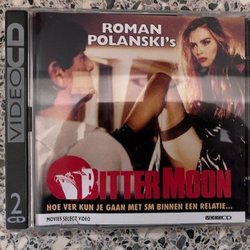 VIDEO CD
ROMAN
POLANSKI's
BITTER MOON
HOE VER KUN JE GAAN MET SM BINNEN EEN RELATIE...
MOVIES SELECT VIDEO
2 CD